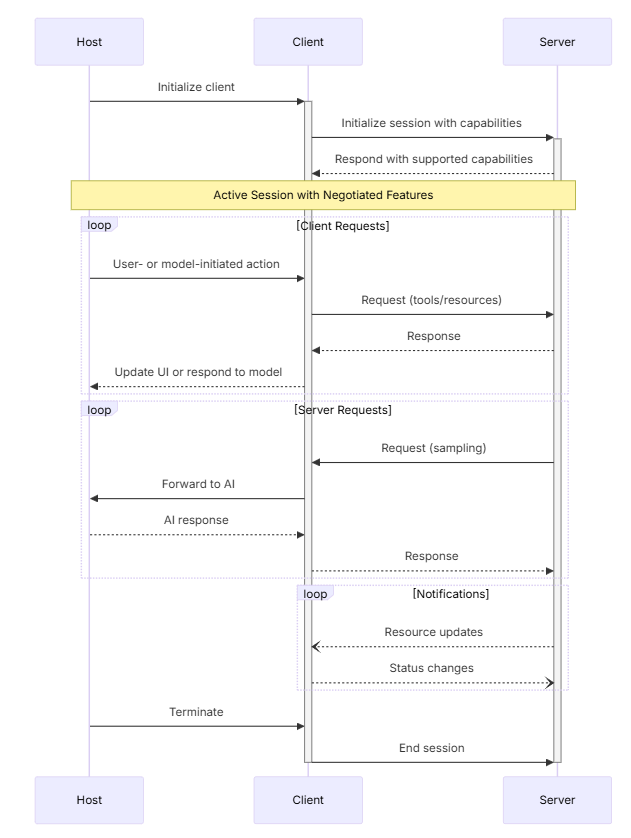 Host
Client
Server
Initialize client
Initialize session with capabilities
Respond with supported capabilities
Active Session with Negotiated Features
loop
[Client Requests]
User- or model-initiated action
Request (tools/resources)
Response
Update UI or respond to model
loop
[Server Requests]
Request (sampling)
Forward to AI
AI response
Response
loop
[Notifications]
Resource updates
Status changes
Terminate
End session
Host
Client
Server